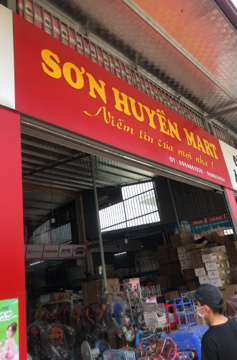 SƠN HUYỀN MART
Niềm tin của mọi nhà !